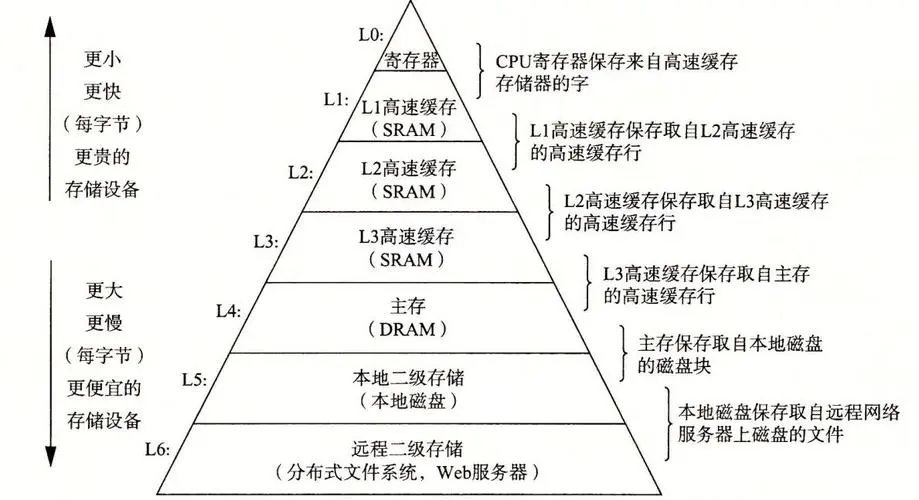 更小
更快
（每字节）
更贵的
存储设备
更大
更慢
（每字节）
更便宜的
存储设备
L0:
寄存器
L1:
L1高速缓存
（SRAM）
L2:
L2高速缓存
（SRAM）
L3:
L3高速缓存
（SRAM）
L4:
主存
（DRAM）
L5:
本地二级存储
（本地磁盘）
L6:
远程二级存储
（分布式文件系统，Web服务器）
CPU寄存器保存来自高速缓存
存储器的字
L1高速缓存保存取自L2高速缓存
的高速缓存行
L2高速缓存保存取自L3高速缓存
的高速缓存行
L3高速缓存保存取自主存
的高速缓存行
主存保存取自本地磁盘
的磁盘块
本地磁盘保存取自远程网络
服务器上磁盘的文件